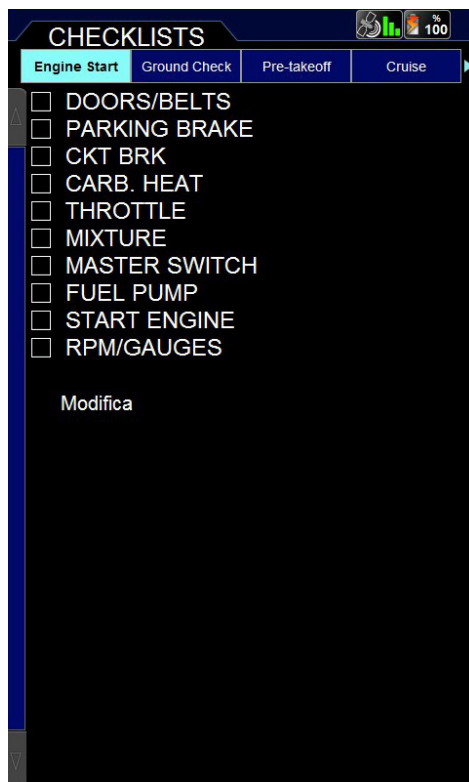 CHECKLISTS
% 100
Engine Start Ground Check Pre-takeoff Cruise
DOORS/BELTS
PARKING BRAKE
CKT BRK
CARB. HEAT
THROTTLE
MIXTURE
MASTER SWITCH
FUEL PUMP
START ENGINE
RPM/GAUGES
Modifica